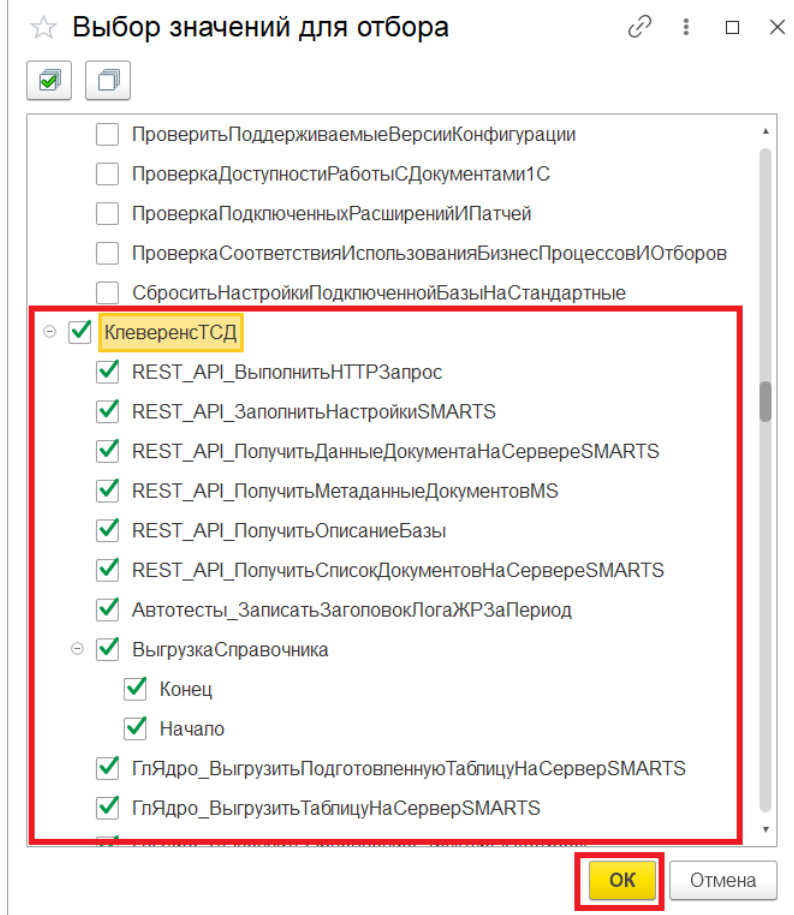 Выбор значений для отбора
ПроверитьПоддерживаемыеВерсииКонфигурации
ПроверкаДоступностиРаботыСДокументами1С
ПроверкаПодключенныхРасширенийИПатчей
ПроверкаСоответствияИспользованияБизнесПроцессовИОтборов
СброситьНастройкиПодключеннойБазыНаСтандартные
КлеверенсТСД
REST_API_ВыполнитьHTTPЗапрос
REST_API_ЗаполнитьНастройкиSMARTS
REST_API_ПолучитьДанныеДокументаНаСервереSMARTS
REST_API_ПолучитьМетаданныеДокументовMS
REST_API_ПолучитьОписаниеБазы
REST_API_ПолучитьСписокДокументовНаСервереSMARTS
Автотесты_ЗаписатьЗаголовокЛогаЖРЗаПериод
ВыгрузкаСправочника
Конец
Начало
ГлЯдро_ВыгрузитьПодготовленнуюТаблицуНаСерверSMARTS
ГлЯдро_ВыгрузитьТаблицуНаСерверSMARTS
ОК
Отмена